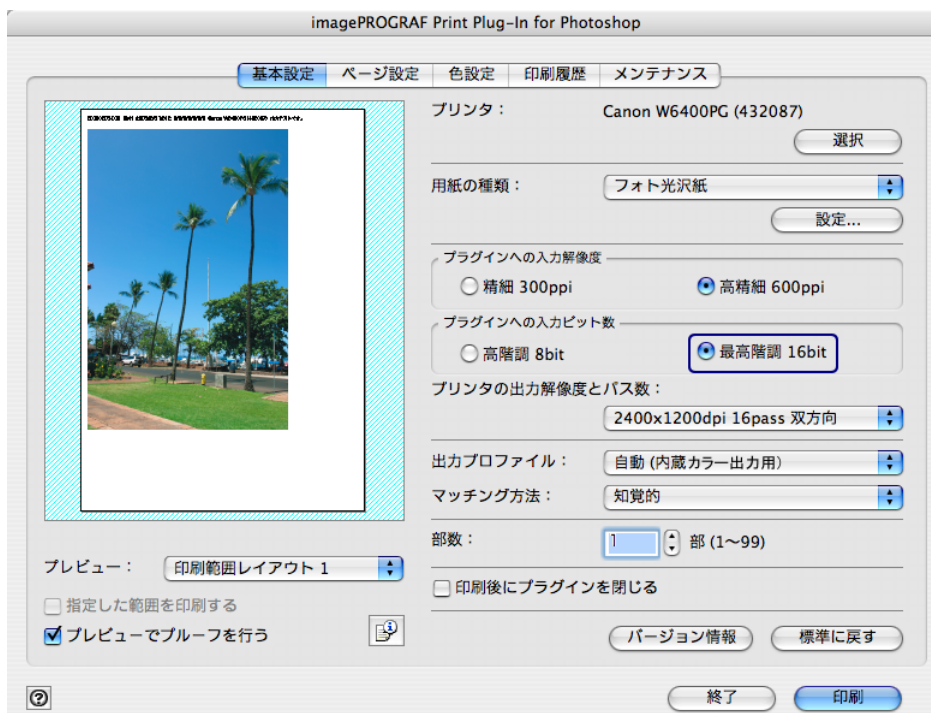 imagePROGRAF Print Plug-In for Photoshop
基本設定 ページ設定 色設定 印刷履歴 メンテナンス
プリンタ： Canon W6400PG (432087)
選択
用紙の種類： フォト光沢紙
設定...
プラグインへの入力解像度
精細 300ppi 高精細 600ppi
プラグインへの入力ビット数
高階調 8bit 最高階調 16bit
プリンタの出力解像度とパス数：
2400x1200dpi 16pass 双方向
出力プロファイル： 自動 (内蔵カラー出力用)
マッチング方法： 知覚的
部数： 1 部 (1〜99)
印刷後にプラグインを閉じる
プレビュー： 印刷範囲レイアウト 1
指定した範囲を印刷する
プレビューでプルーフを行う
バージョン情報 標準に戻す
終了 印刷